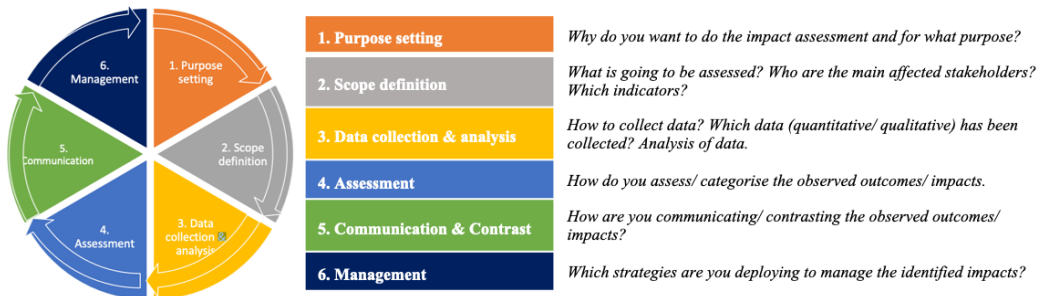 1. Purpose
setting
2. Scope
definition
3. Data
collection
analysis
4.
Assessment
5.
Communication
6.
Management
1. Purpose setting
Why do you want to do the impact assessment and for what purpose?
2. Scope definition
What is going to be assessed? Who are the main affected stakeholders?
Which indicators?
3. Data collection & analysis
How to collect data? Which data (quantitative/ qualitative) has been
collected? Analysis of data.
4. Assessment
How do you assess/ categorise the observed outcomes/ impacts.
5. Communication & Contrast
How are you communicating/ contrasting the observed outcomes/
impacts?
6. Management
Which strategies are you deploying to manage the identified impacts?